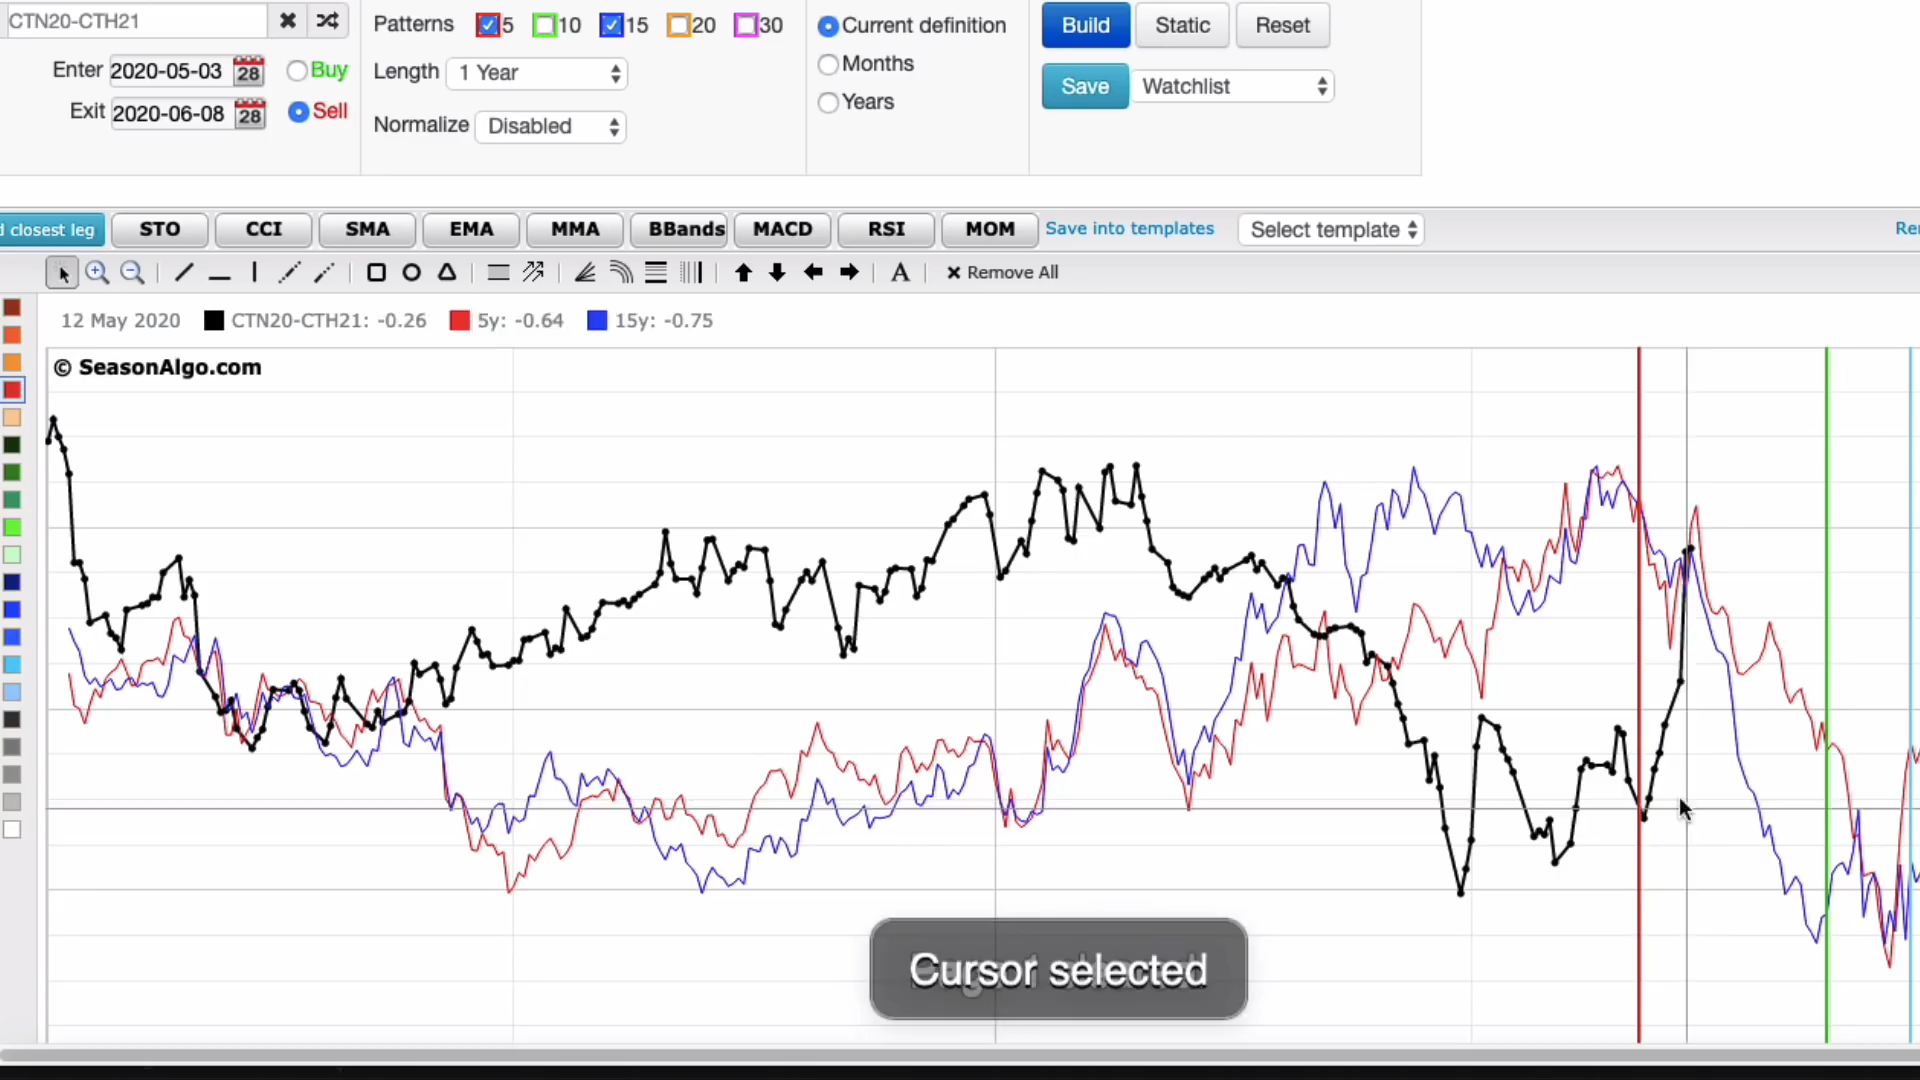 CTN20-CTH21
Patterns 5 10 15 20 30
Current definition
Build Static Reset
Enter 2020-05-03 28 Buy
Length 1 Year
Months
Save Watchlist
Exit 2020-06-08 28 Sell
Normalize Disabled
Years
closest leg STO CCI SMA EMA MMA BBands MACD RSI MOM Save into templates Select template
A Remove All
12 May 2020 CTN20-CTH21: -0.26 5y: -0.64 15y: -0.75
© SeasonAlgo.com
Cursor selected